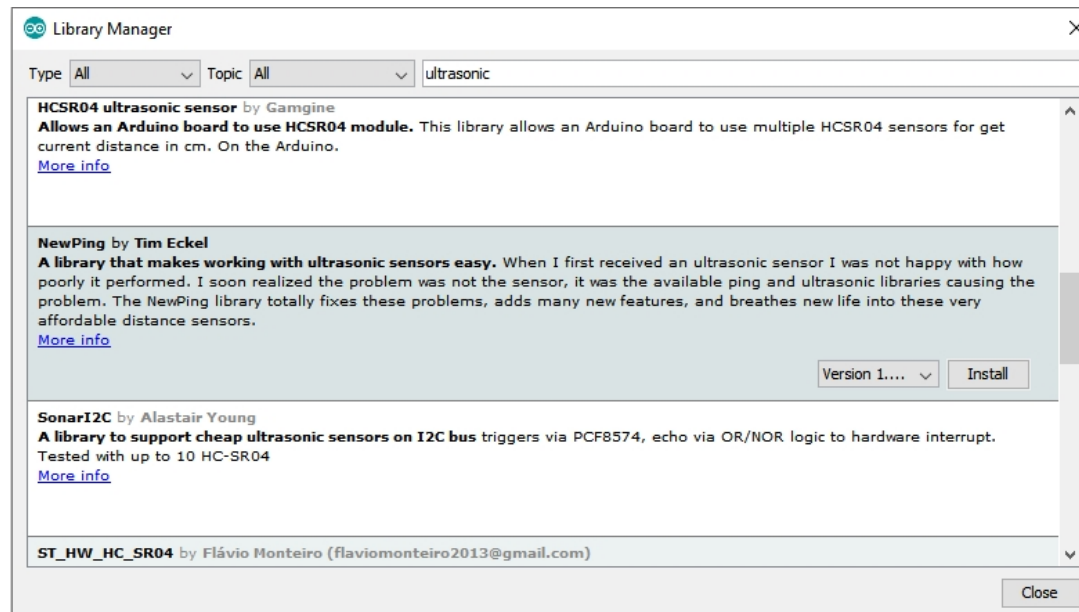 Library Manager
Type All Topic All ultrasonic
HCSR04 ultrasonic sensor by Gamgine
Allows an Arduino board to use HCSR04 module. This library allows an Arduino board to use multiple HCSR04 sensors for get
current distance in cm. On the Arduino.
More info
NewPing by Tim Eckel
A library that makes working with ultrasonic sensors easy. When I first received an ultrasonic sensor I was not happy with how
poorly it performed. I soon realized the problem was not the sensor, it was the available ping and ultrasonic libraries causing the
problem. The NewPing library totally fixes these problems, adds many new features, and breathes new life into these very
affordable distance sensors.
More info
Version 1.... Install
SonarI2C by Alastair Young
A library to support cheap ultrasonic sensors on I2C bus triggers via PCF8574, echo via OR/NOR logic to hardware interrupt.
Tested with up to 10 HC-SR04
More info
ST_HW_HC_SR04 by Flávio Monteiro (flaviomonteiro2013@gmail.com)
Close